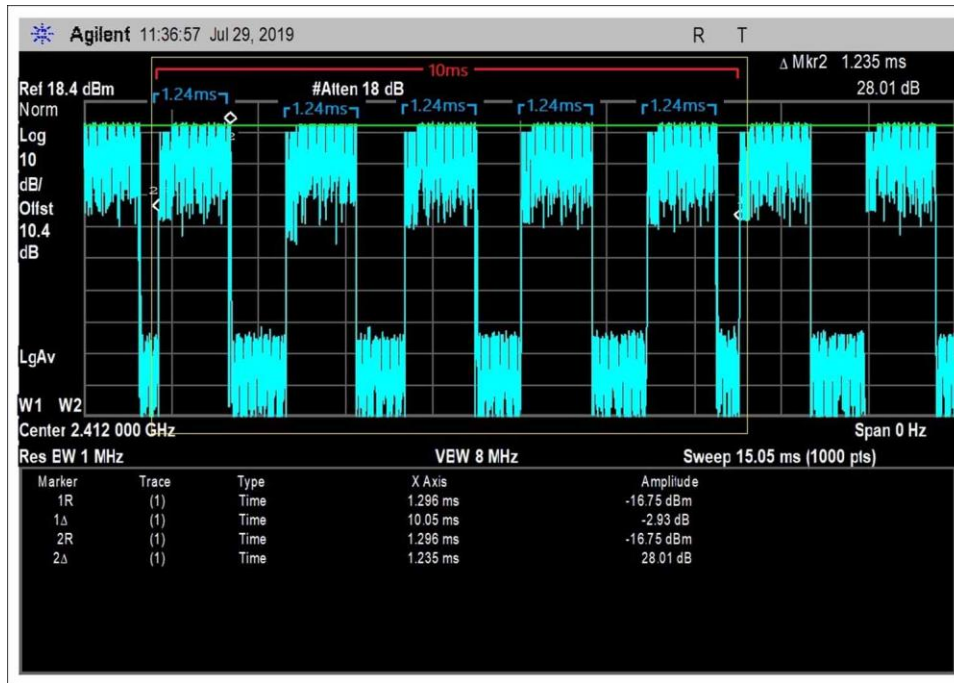 Agilent 11:36:57 Jul 29, 2019 R T
Δ Mkr2 1.235 ms
Ref 18.4 dBm #Atten 18 dB 28.01 dB
10ms
1.24ms 1.24ms 1.24ms 1.24ms 1.24ms
Norm
Log
10
dB/
Offst
10.4
dB
2
2
LgAv
W1 W2
Center 2.412 000 GHz Span 0 Hz
Res BW 1 MHz VBW 8 MHz Sweep 15.05 ms (1000 pts)
Marker Trace Type X Axis Amplitude
1R (1) Time 1.296 ms -16.75 dBm
1Δ (1) Time 10.05 ms -2.93 dB
2R (1) Time 1.296 ms -16.75 dBm
2Δ (1) Time 1.235 ms 28.01 dB